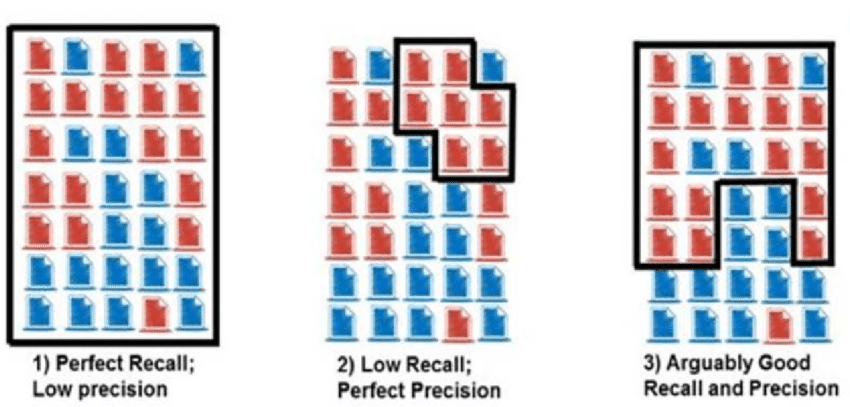 1) Perfect Recall;
Low precision
2) Low Recall;
Perfect Precision
3) Arguably Good
Recall and Precision